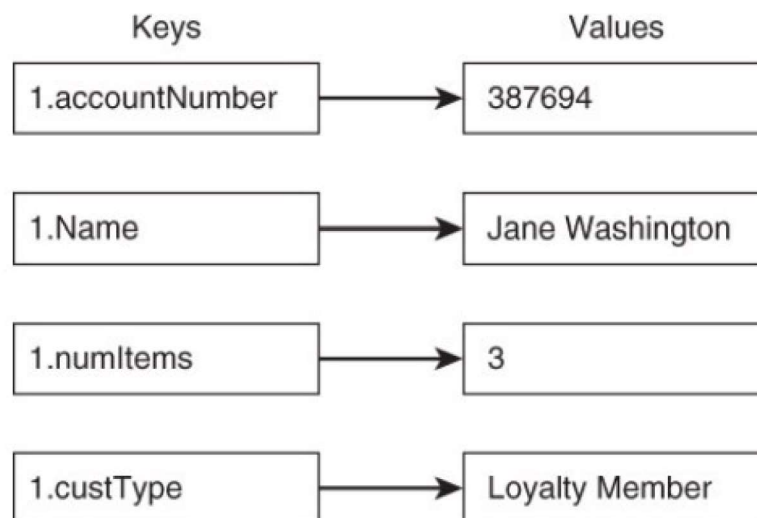 Keys Values
1.accountNumber 387694
1.Name Jane Washington
1.numItems 3
1.custType Loyalty Member